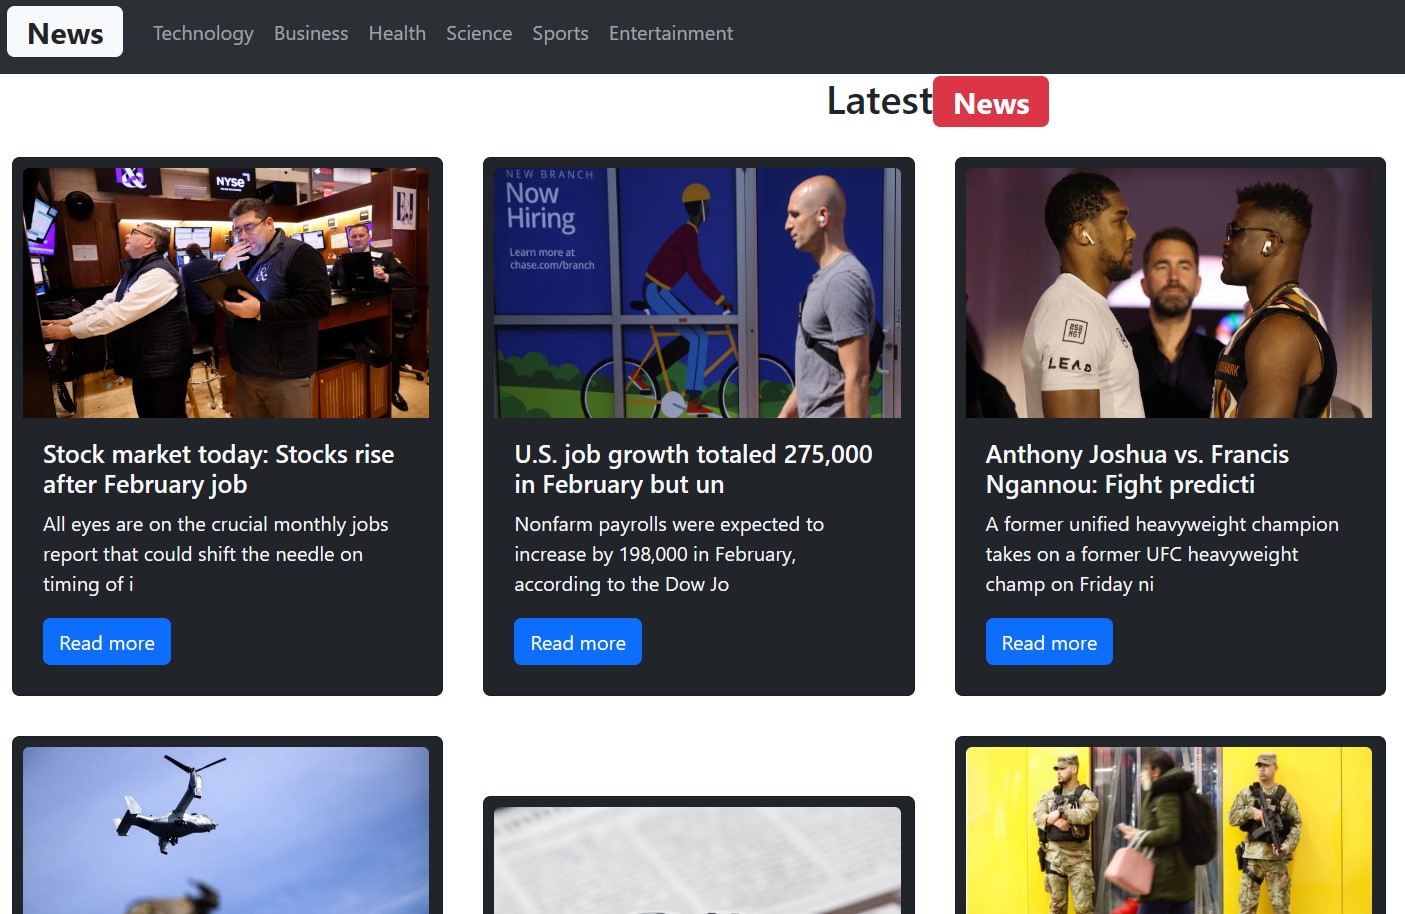 News Technology Business Health Science Sports Entertainment
Latest News
NYSE
NEW BRANCH
Now
Hiring
Learn more at
chase.com/branch
258
MGT
LEAD
Stock market today: Stocks rise
after February job
All eyes are on the crucial monthly jobs
report that could shift the needle on
timing of i
Read more
U.S. job growth totaled 275,000
in February but un
Nonfarm payrolls were expected to
increase by 198,000 in February,
according to the Dow Jo
Read more
Anthony Joshua vs. Francis
Ngannou: Fight predicti
A former unified heavyweight champion
takes on a former UFC heavyweight
champ on Friday ni
Read more